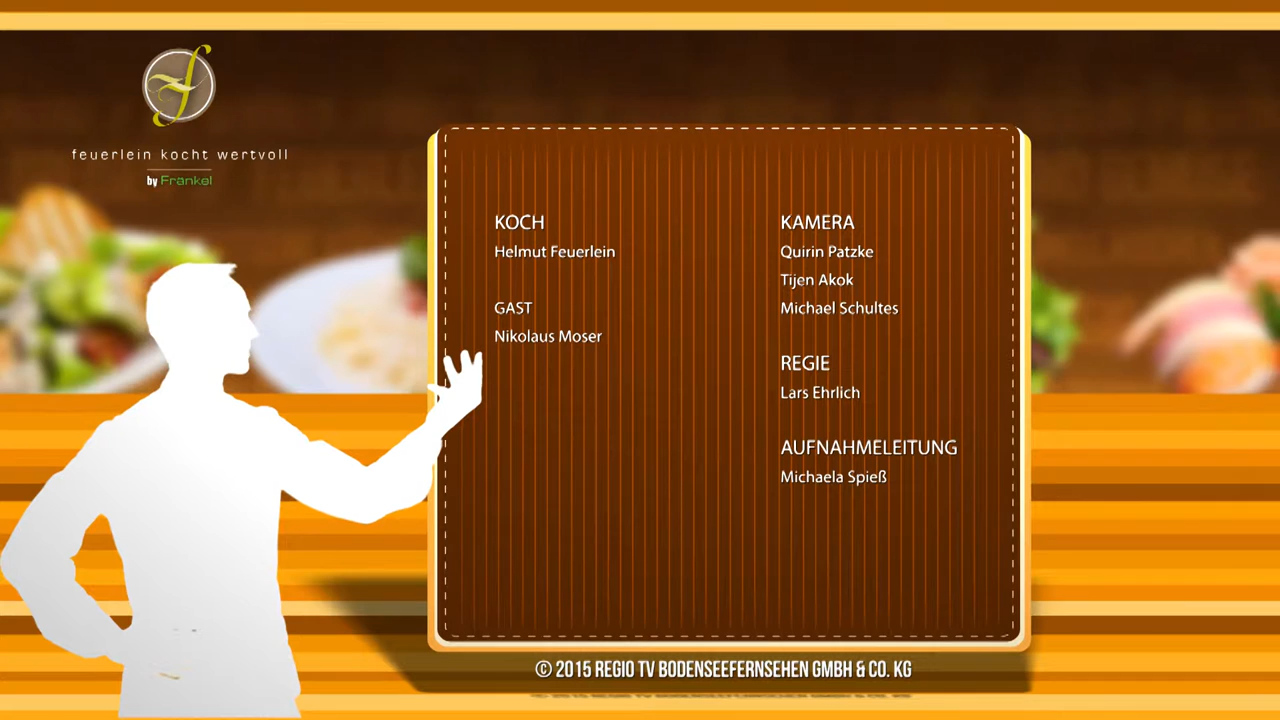 feuerlein kocht wertvoll
by Fränkel
KOCH
Helmut Feuerlein
GAST
Nikolaus Moser
KAMERA
Quirin Patzke
Tijen Akok
Michael Schultes
REGIE
Lars Ehrlich
AUFNAHMELEITUNG
Michaela Spieß
© 2015 REGIO TV BODENSEEFERNSEHEN GMBH & CO. KG